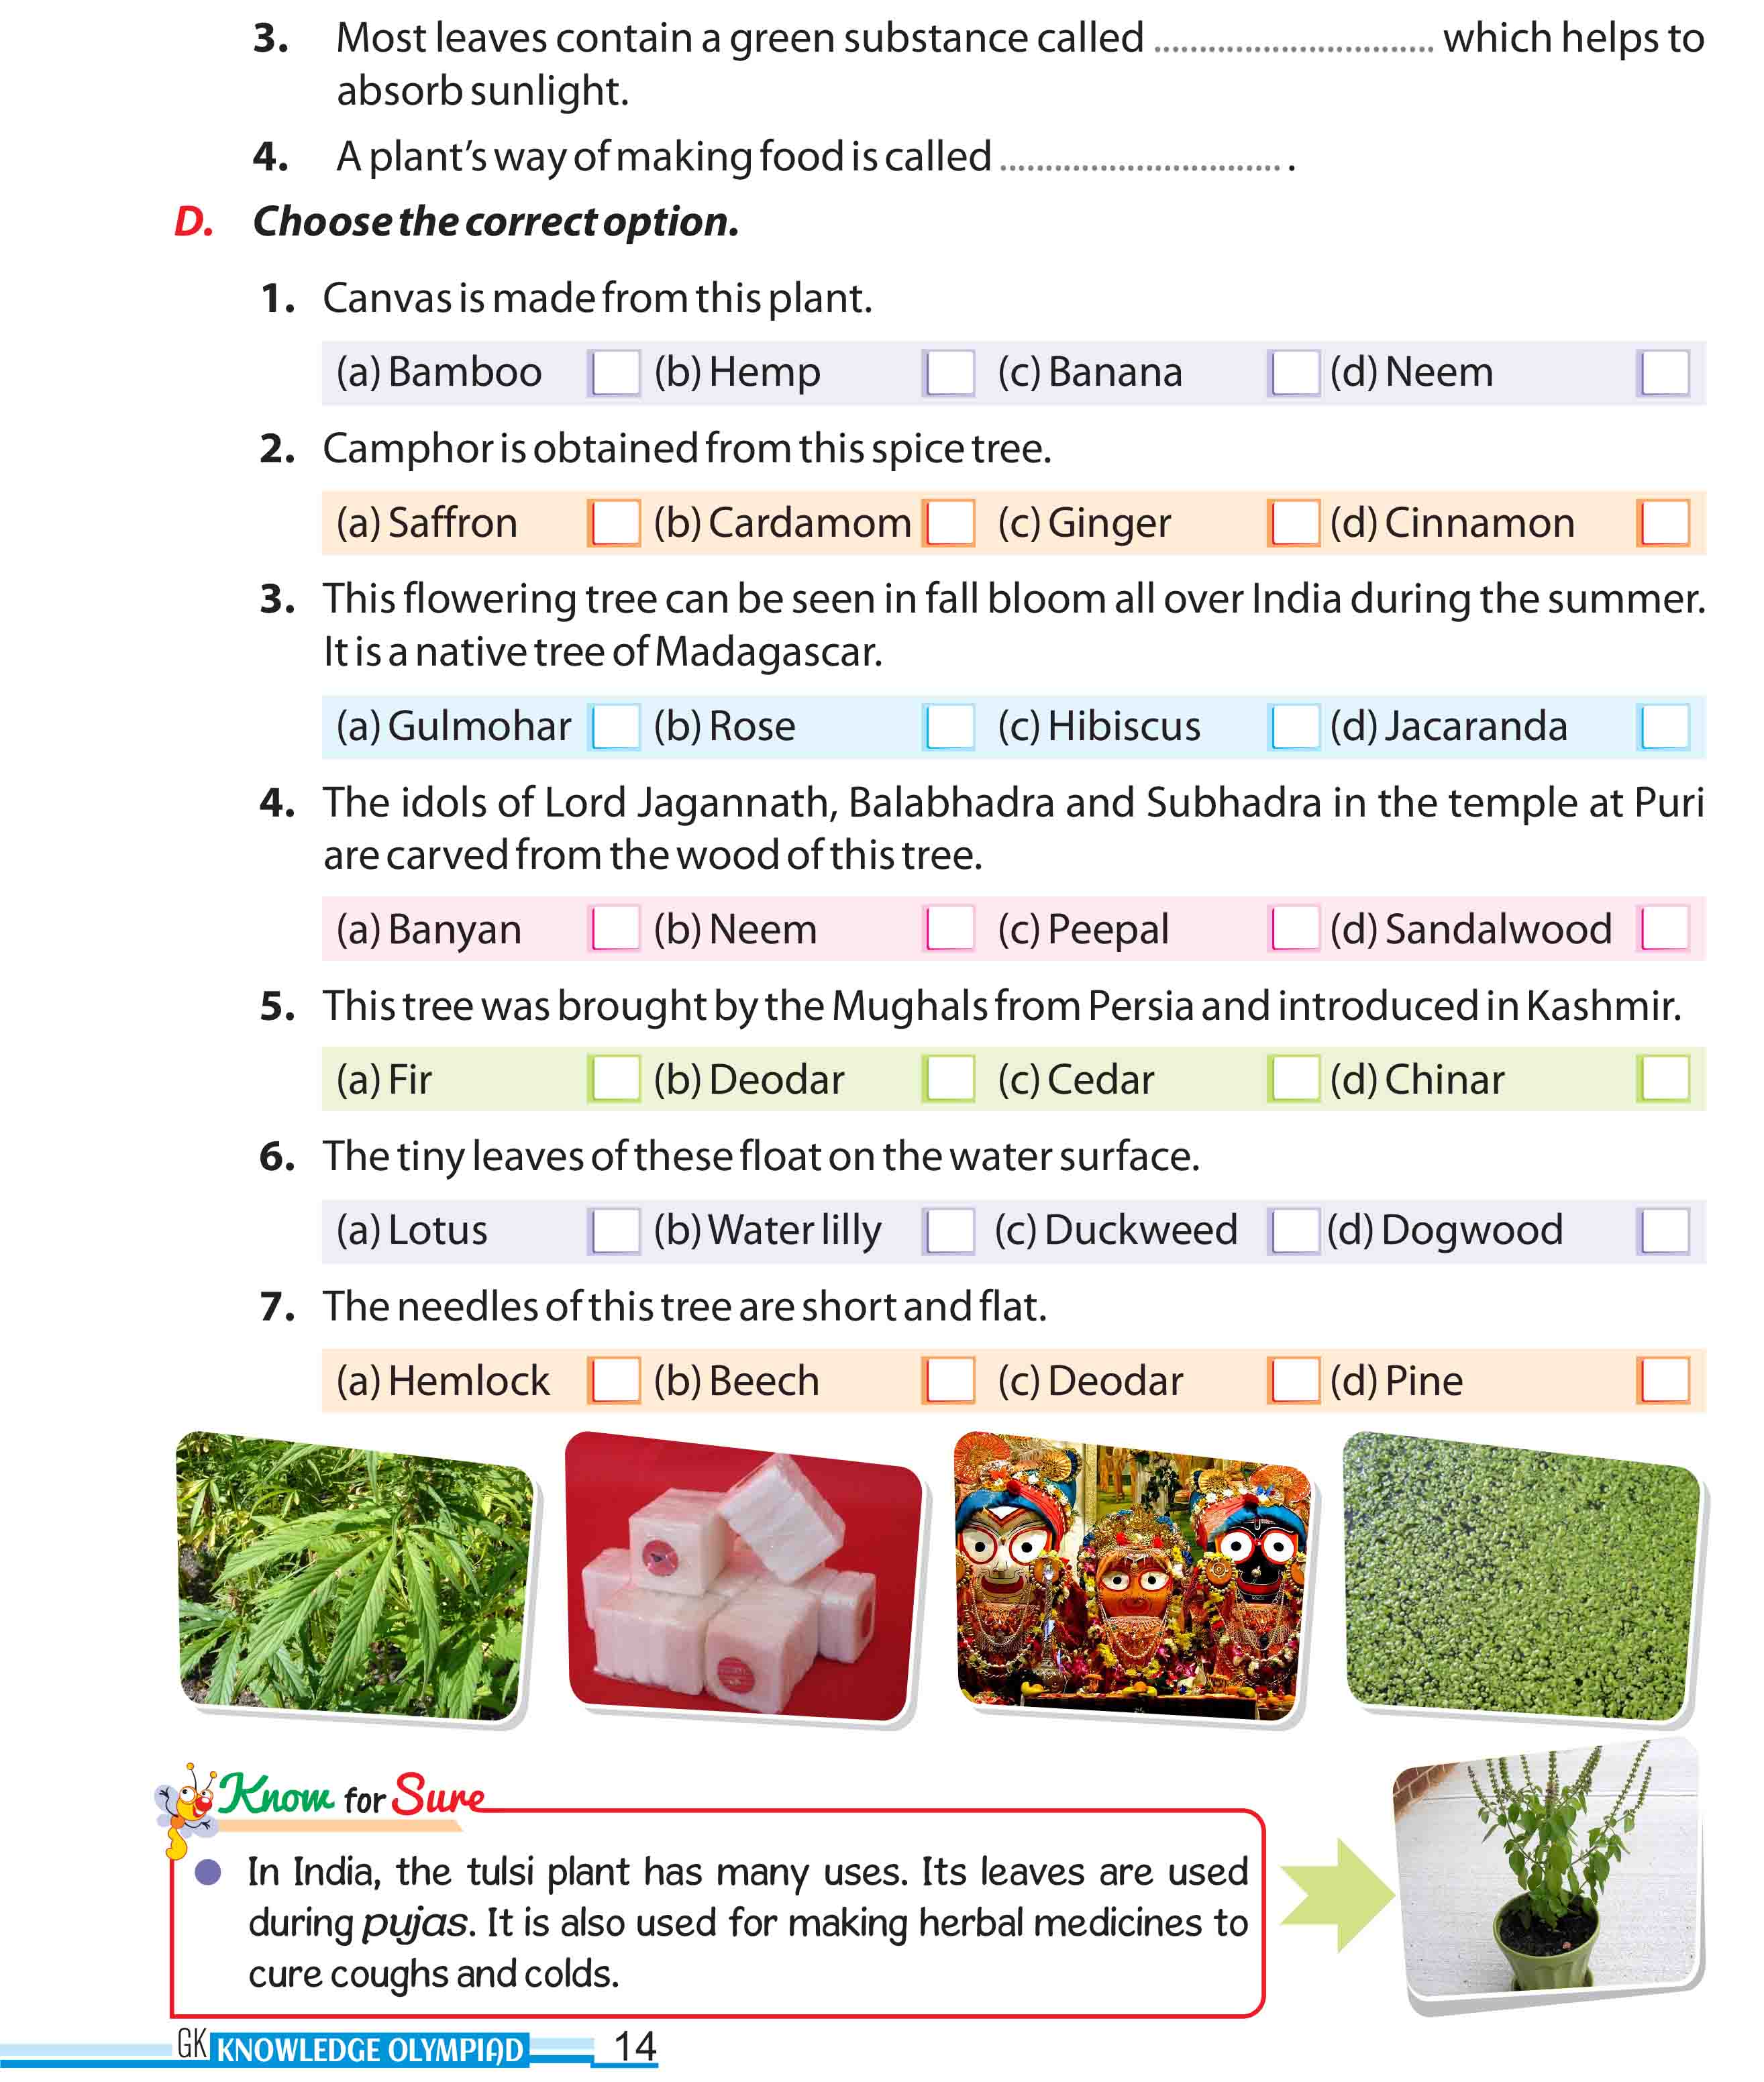 3. Most leaves contain a green substance called ............................... which helps to
absorb sunlight.
4. A plant's way of making food is called ............................... .
D. Choose the correct option.
1. Canvas is made from this plant.
(a) Bamboo (b) Hemp (c) Banana (d) Neem
2. Camphor is obtained from this spice tree.
(a) Saffron (b) Cardamom (c) Ginger (d) Cinnamon
3. This flowering tree can be seen in fall bloom all over India during the summer.
It is a native tree of Madagascar.
(a) Gulmohar (b) Rose (c) Hibiscus (d) Jacaranda
4. The idols of Lord Jagannath, Balabhadra and Subhadra in the temple at Puri
are carved from the wood of this tree.
(a) Banyan (b) Neem (c) Peepal (d) Sandalwood
5. This tree was brought by the Mughals from Persia and introduced in Kashmir.
(a) Fir (b) Deodar (c) Cedar (d) Chinar
6. The tiny leaves of these float on the water surface.
(a) Lotus (b) Water lilly (c) Duckweed (d) Dogwood
7. The needles of this tree are short and flat.
(a) Hemlock (b) Beech (c) Deodar (d) Pine
Know for Sure
● In India, the tulsi plant has many uses. Its leaves are used
during pujas. It is also used for making herbal medicines to
cure coughs and colds.
GK KNOWLEDGE OLYMPIAD 14